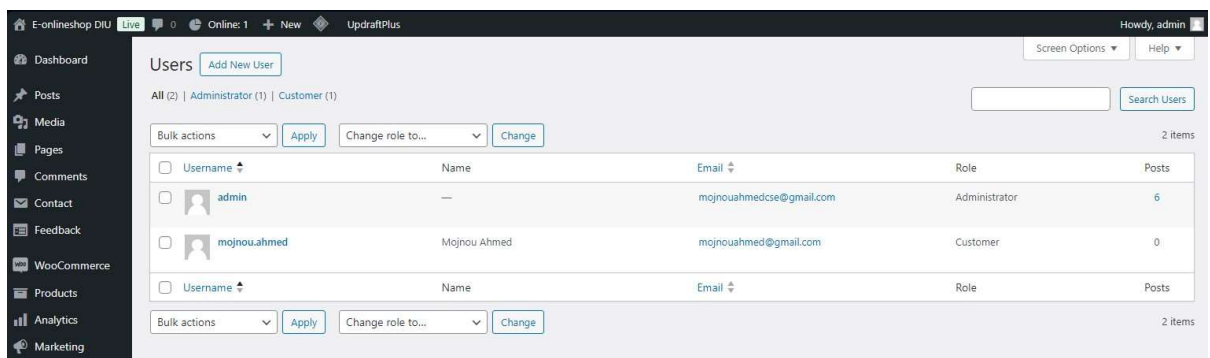 E-onlineshop DIU Live 0 Online: 1 + New UpdraftPlus Howdy, admin
Screen Options ▼ Help ▼
Dashboard
Posts
Media
Pages
Comments
Contact
Feedback
WooCommerce
Products
Analytics
Marketing
Users Add New User
All (2) | Administrator (1) | Customer (1)
Search Users
Bulk actions Apply Change role to... Change 2 items
Username Name Email Role Posts
admin — mojnouahmedcse@gmail.com Administrator 6
mojnou.ahmed Mojnou Ahmed mojnouahmed@gmail.com Customer 0
Username Name Email Role Posts
Bulk actions Apply Change role to... Change 2 items